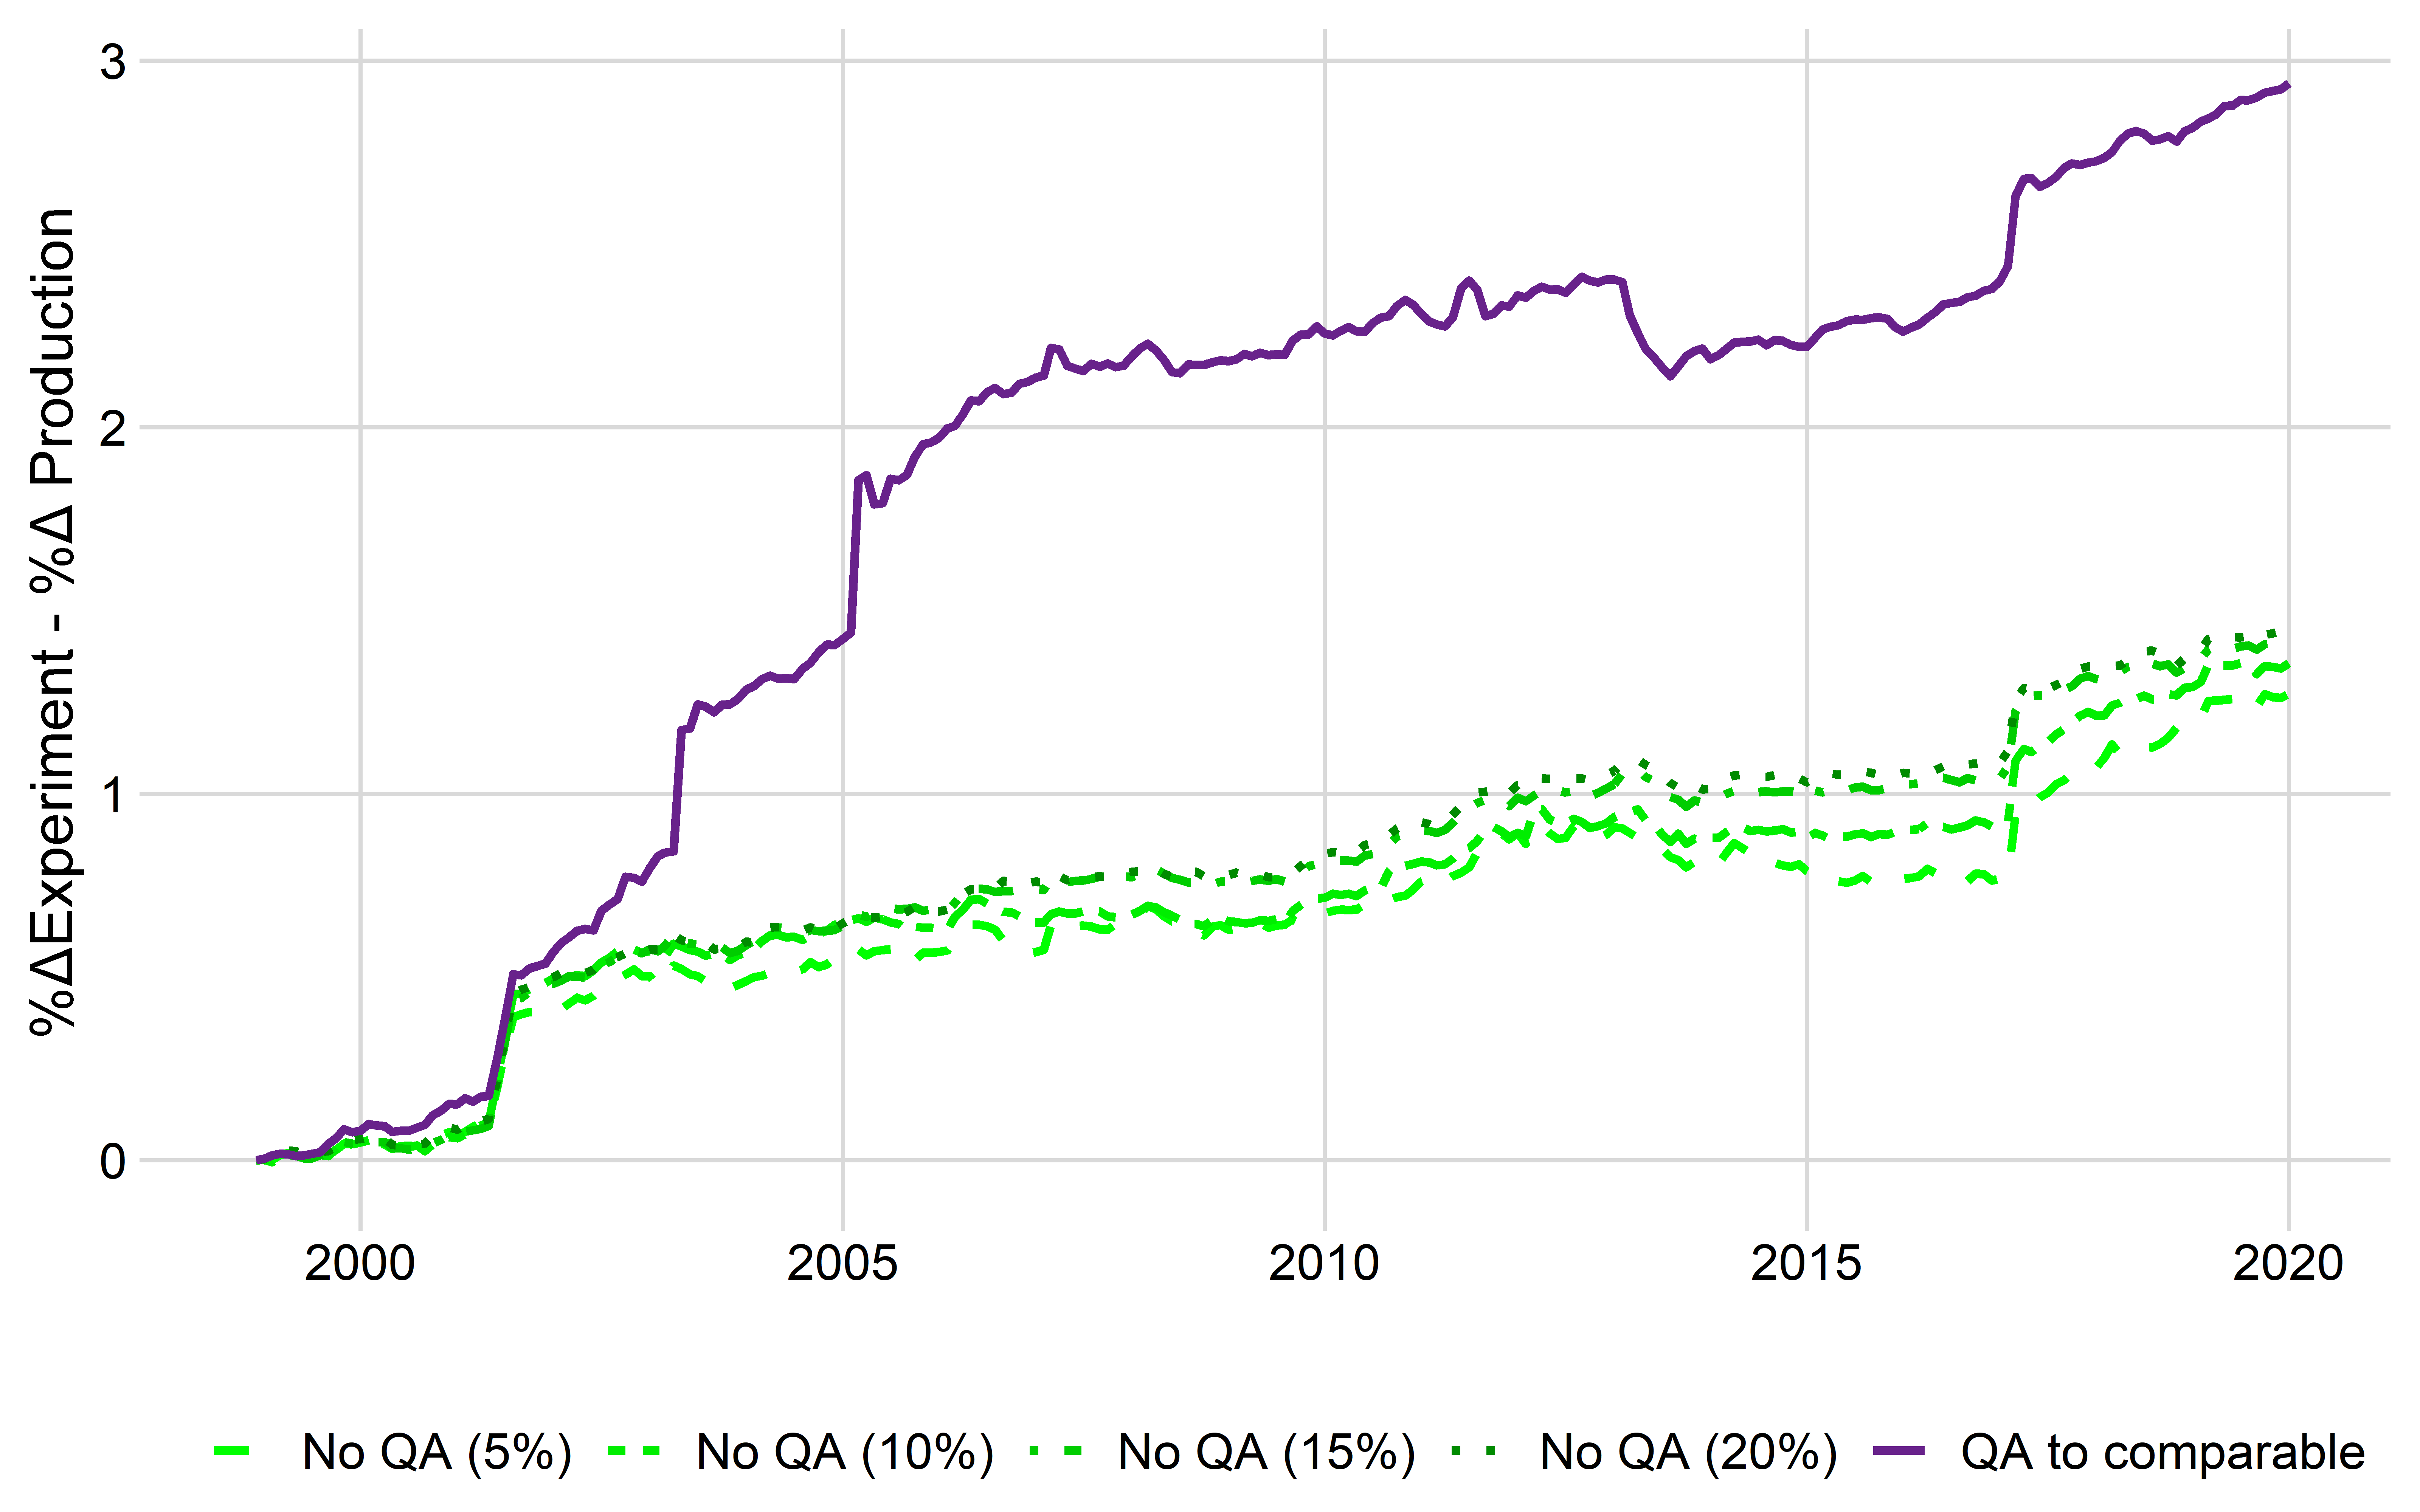 %ΔExperiment - %Δ Production
3
2
1
0
2000 2005 2010 2015 2020
No QA (5%) No QA (10%) No QA (15%) No QA (20%) QA to comparable